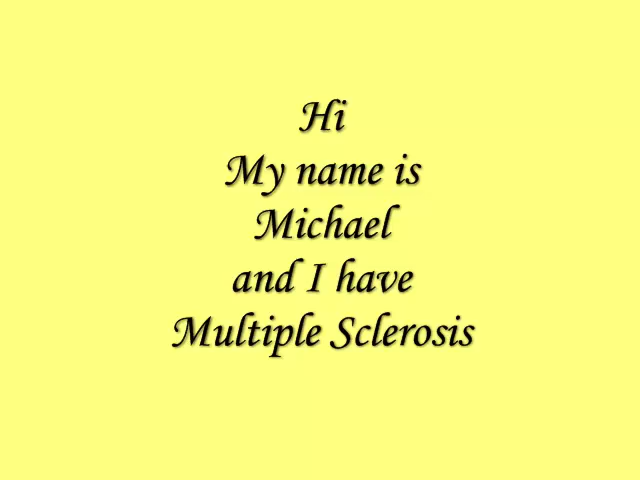 Hi
My name is
Michael
and I have
Multiple Sclerosis